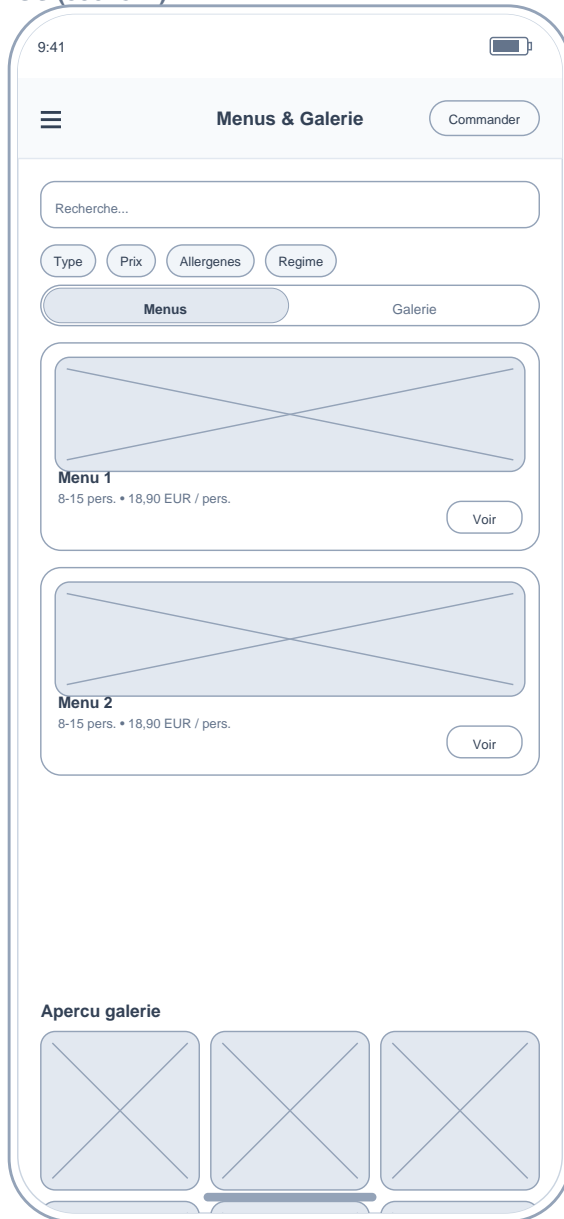 9:41
Menus & Galerie
Commander
Recherche...
Type
Prix
Allergenes
Regime
Menus
Galerie
Menu 1
8-15 pers. • 18,90 EUR / pers.
Voir
Menu 2
8-15 pers. • 18,90 EUR / pers.
Voir
Apercu galerie